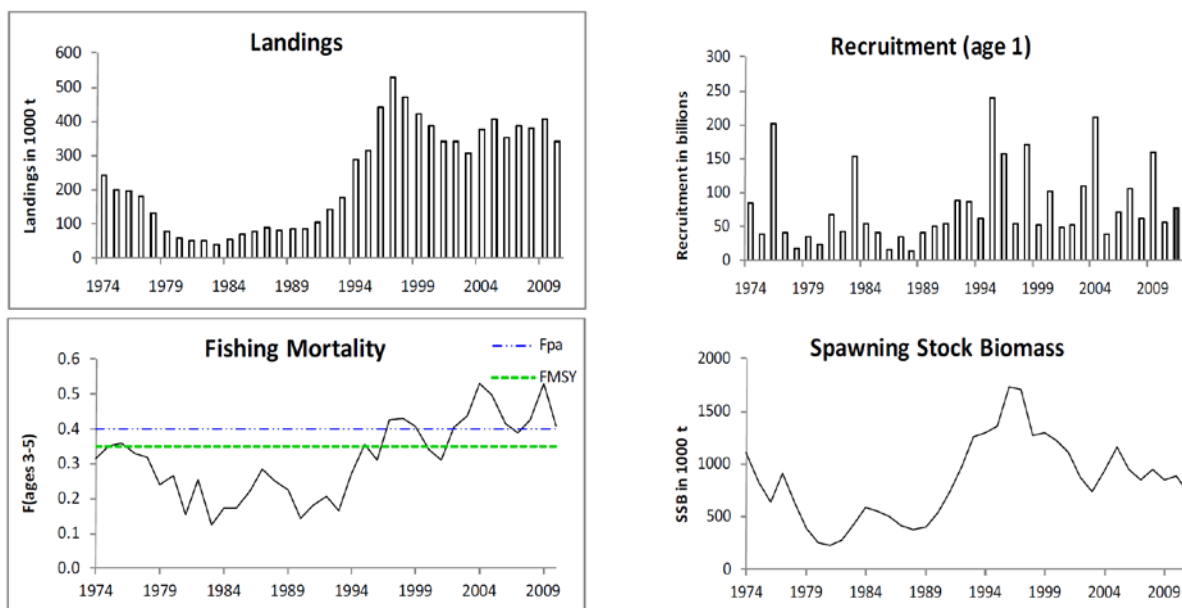 Landings
Landings in 1000 t
600
500
400
300
200
100
0
1974 1979 1984 1989 1994 1999 2004 2009
Recruitment (age 1)
Recruitment in billions
300
250
200
150
100
50
0
1974 1979 1984 1989 1994 1999 2004 2009
Fishing Mortality
Fpa
FMSY
F(ages 3-5)
0.6
0.5
0.4
0.3
0.2
0.1
0.0
1974 1979 1984 1989 1994 1999 2004 2009
Spawning Stock Biomass
SSB in 1000 t
2000
1500
1000
500
0
1974 1979 1984 1989 1994 1999 2004 2009